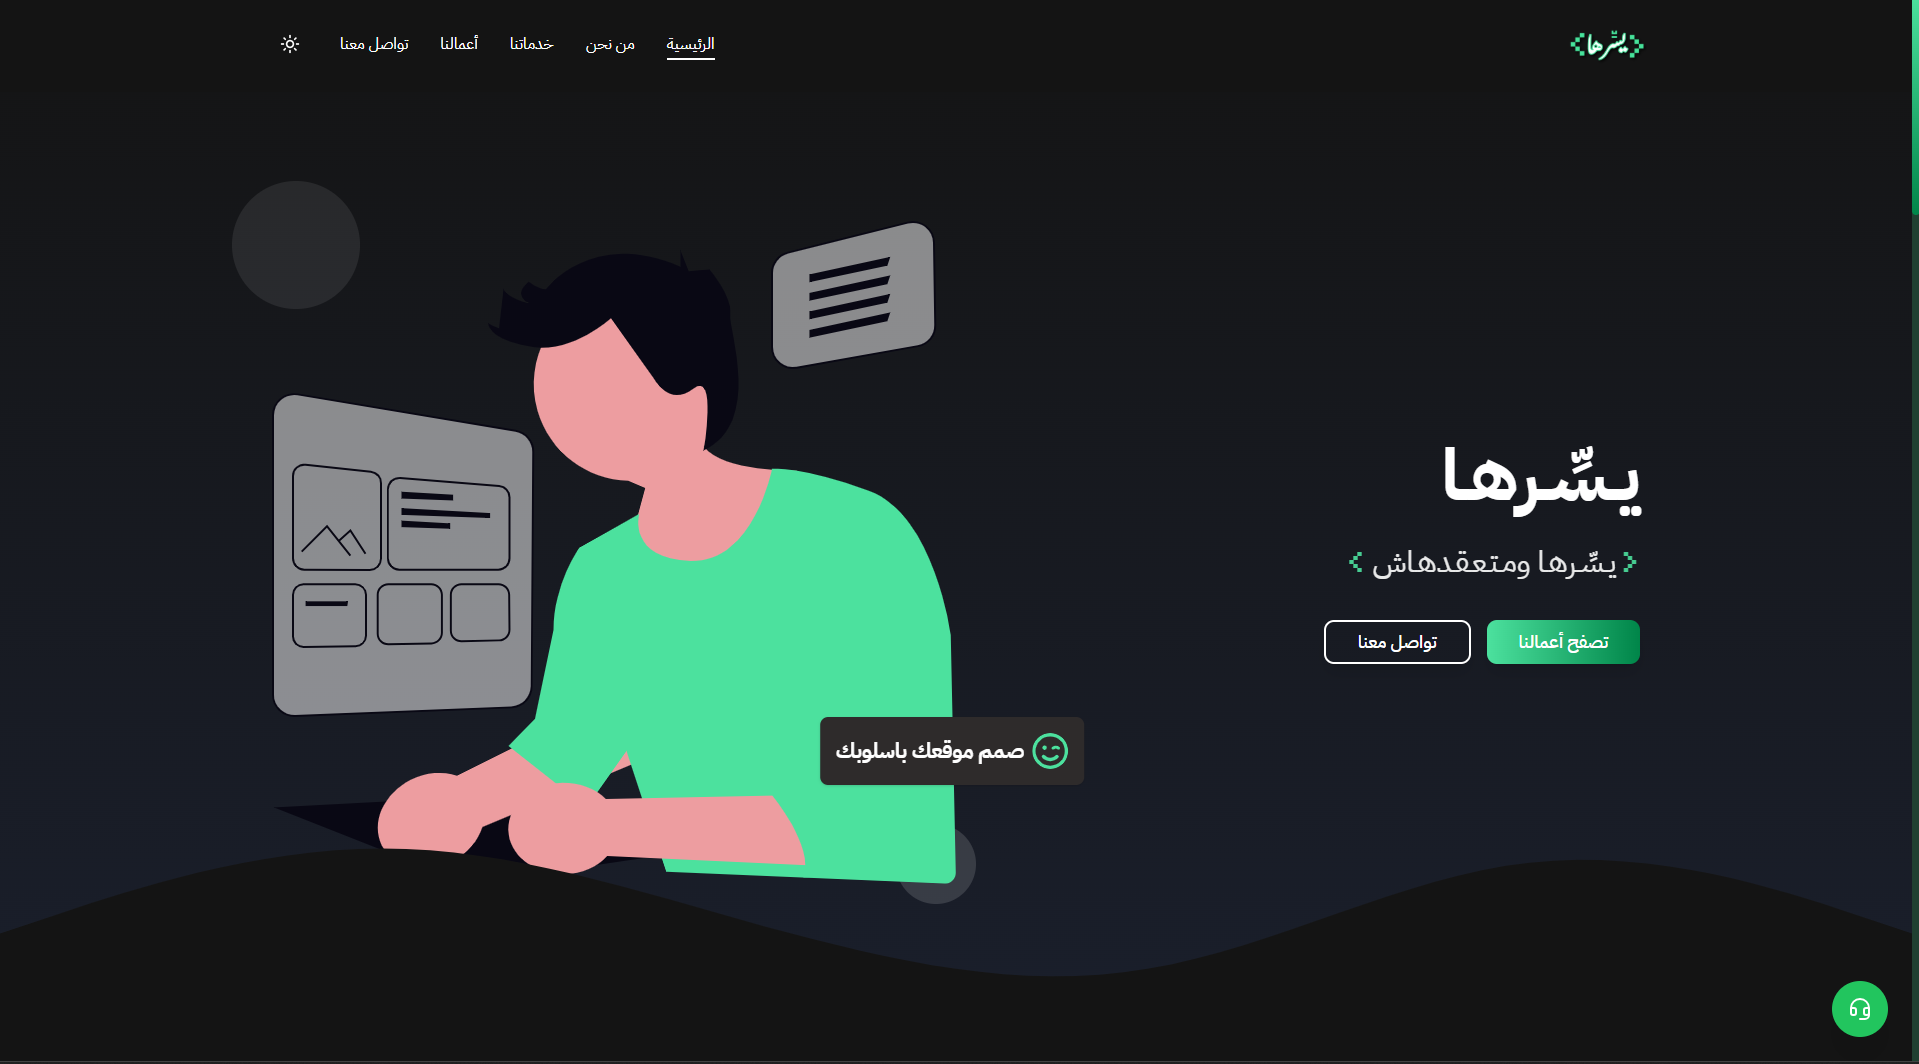 يسّرها
الرئيسية
من نحن
خدماتنا
أعمالنا
تواصل معنا
يسِّرها
يسِّرها ومتعقدهاش
تصفح أعمالنا
تواصل معنا
صمم موقعك باسلوبك